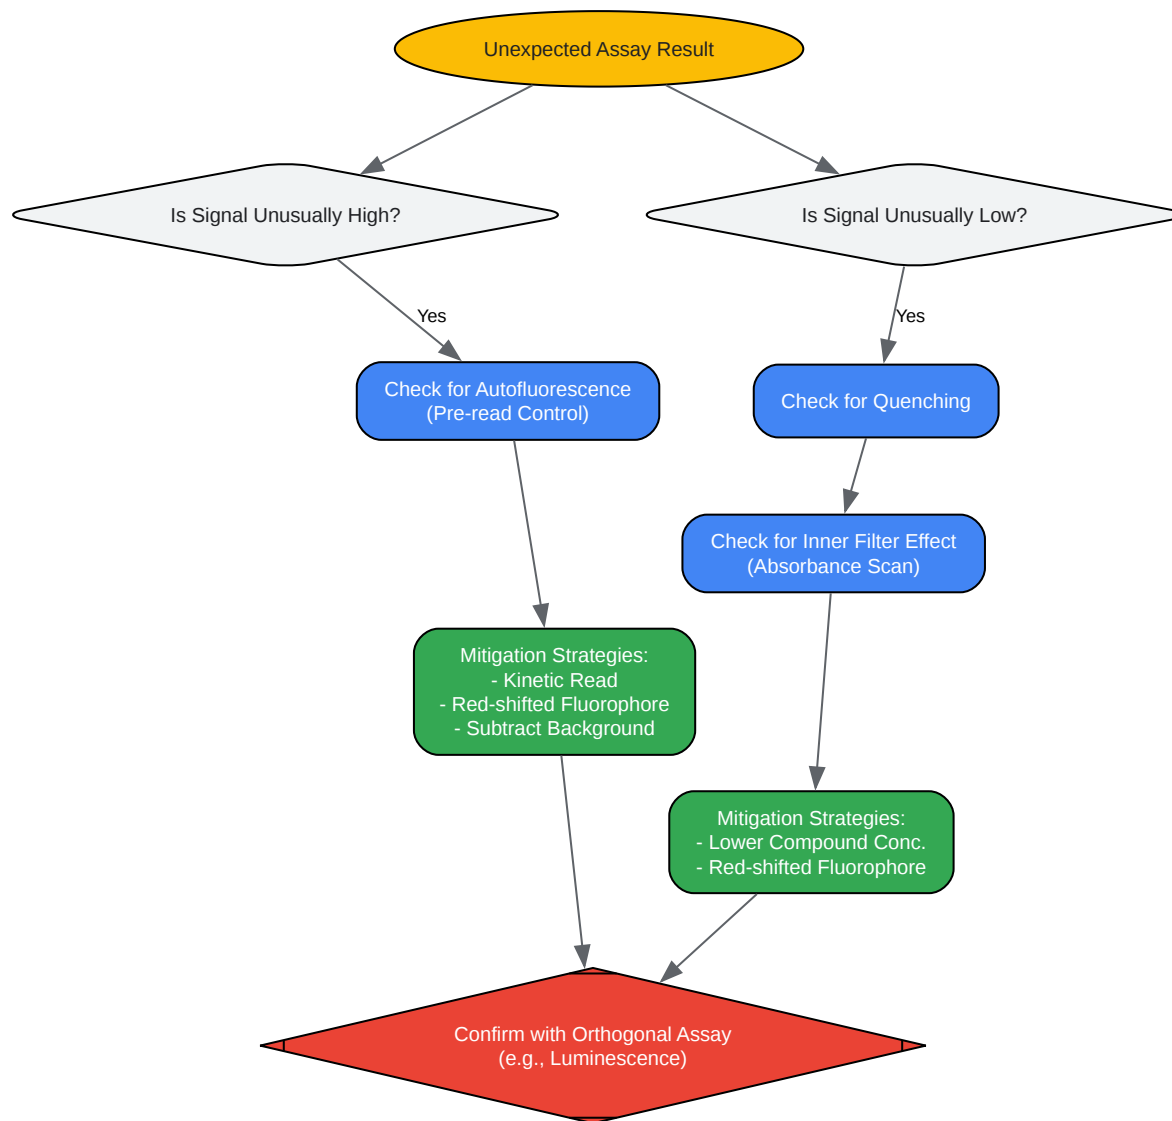 Unexpected Assay Result
Is Signal Unusually High?
Is Signal Unusually Low?
Yes
Yes
Check for Autofluorescence
(Pre-read Control)
Check for Quenching
Check for Inner Filter Effect
(Absorbance Scan)
Mitigation Strategies:
- Kinetic Read
- Red-shifted Fluorophore
- Subtract Background
Mitigation Strategies:
- Lower Compound Conc.
- Red-shifted Fluorophore
Confirm with Orthogonal Assay
(e.g., Luminescence)